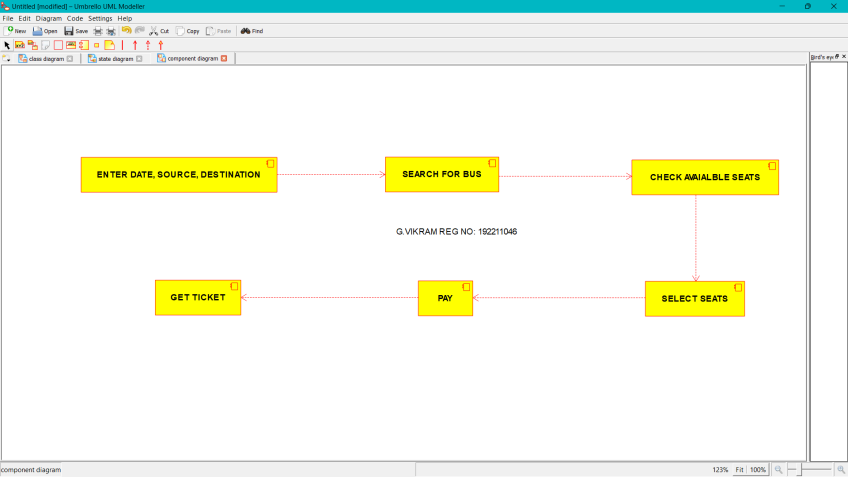 Untitled [modified] – Umbrello UML Modeller
File Edit Diagram Code Settings Help
New Open Save Cut Copy Paste Find
class diagram state diagram component diagram
Bird's eye
ENTER DATE, SOURCE, DESTINATION
SEARCH FOR BUS
CHECK AVAIALBLE SEATS
G.VIKRAM REG NO: 192211046
GET TICKET
PAY
SELECT SEATS
component diagram
123% Fit 100%